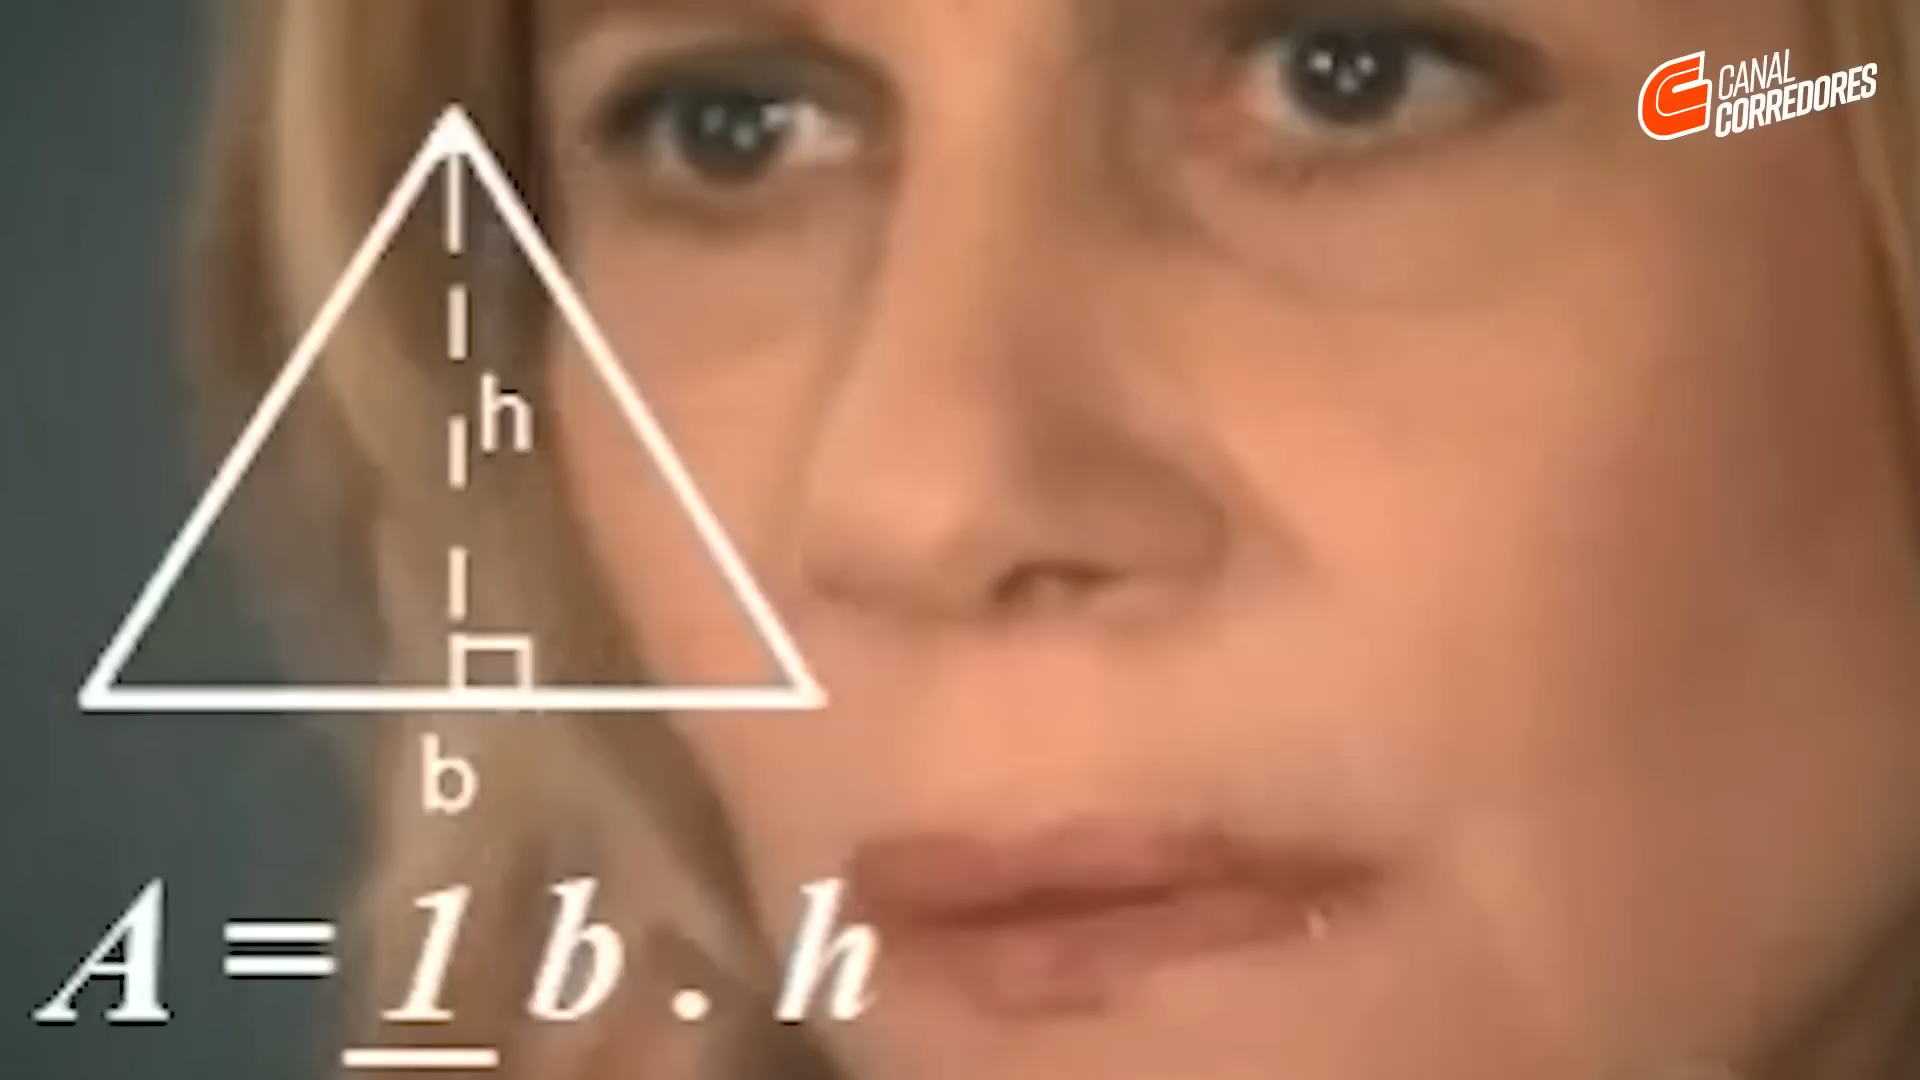 CANAL
CORREDORES
h
b
A = 1 b . h